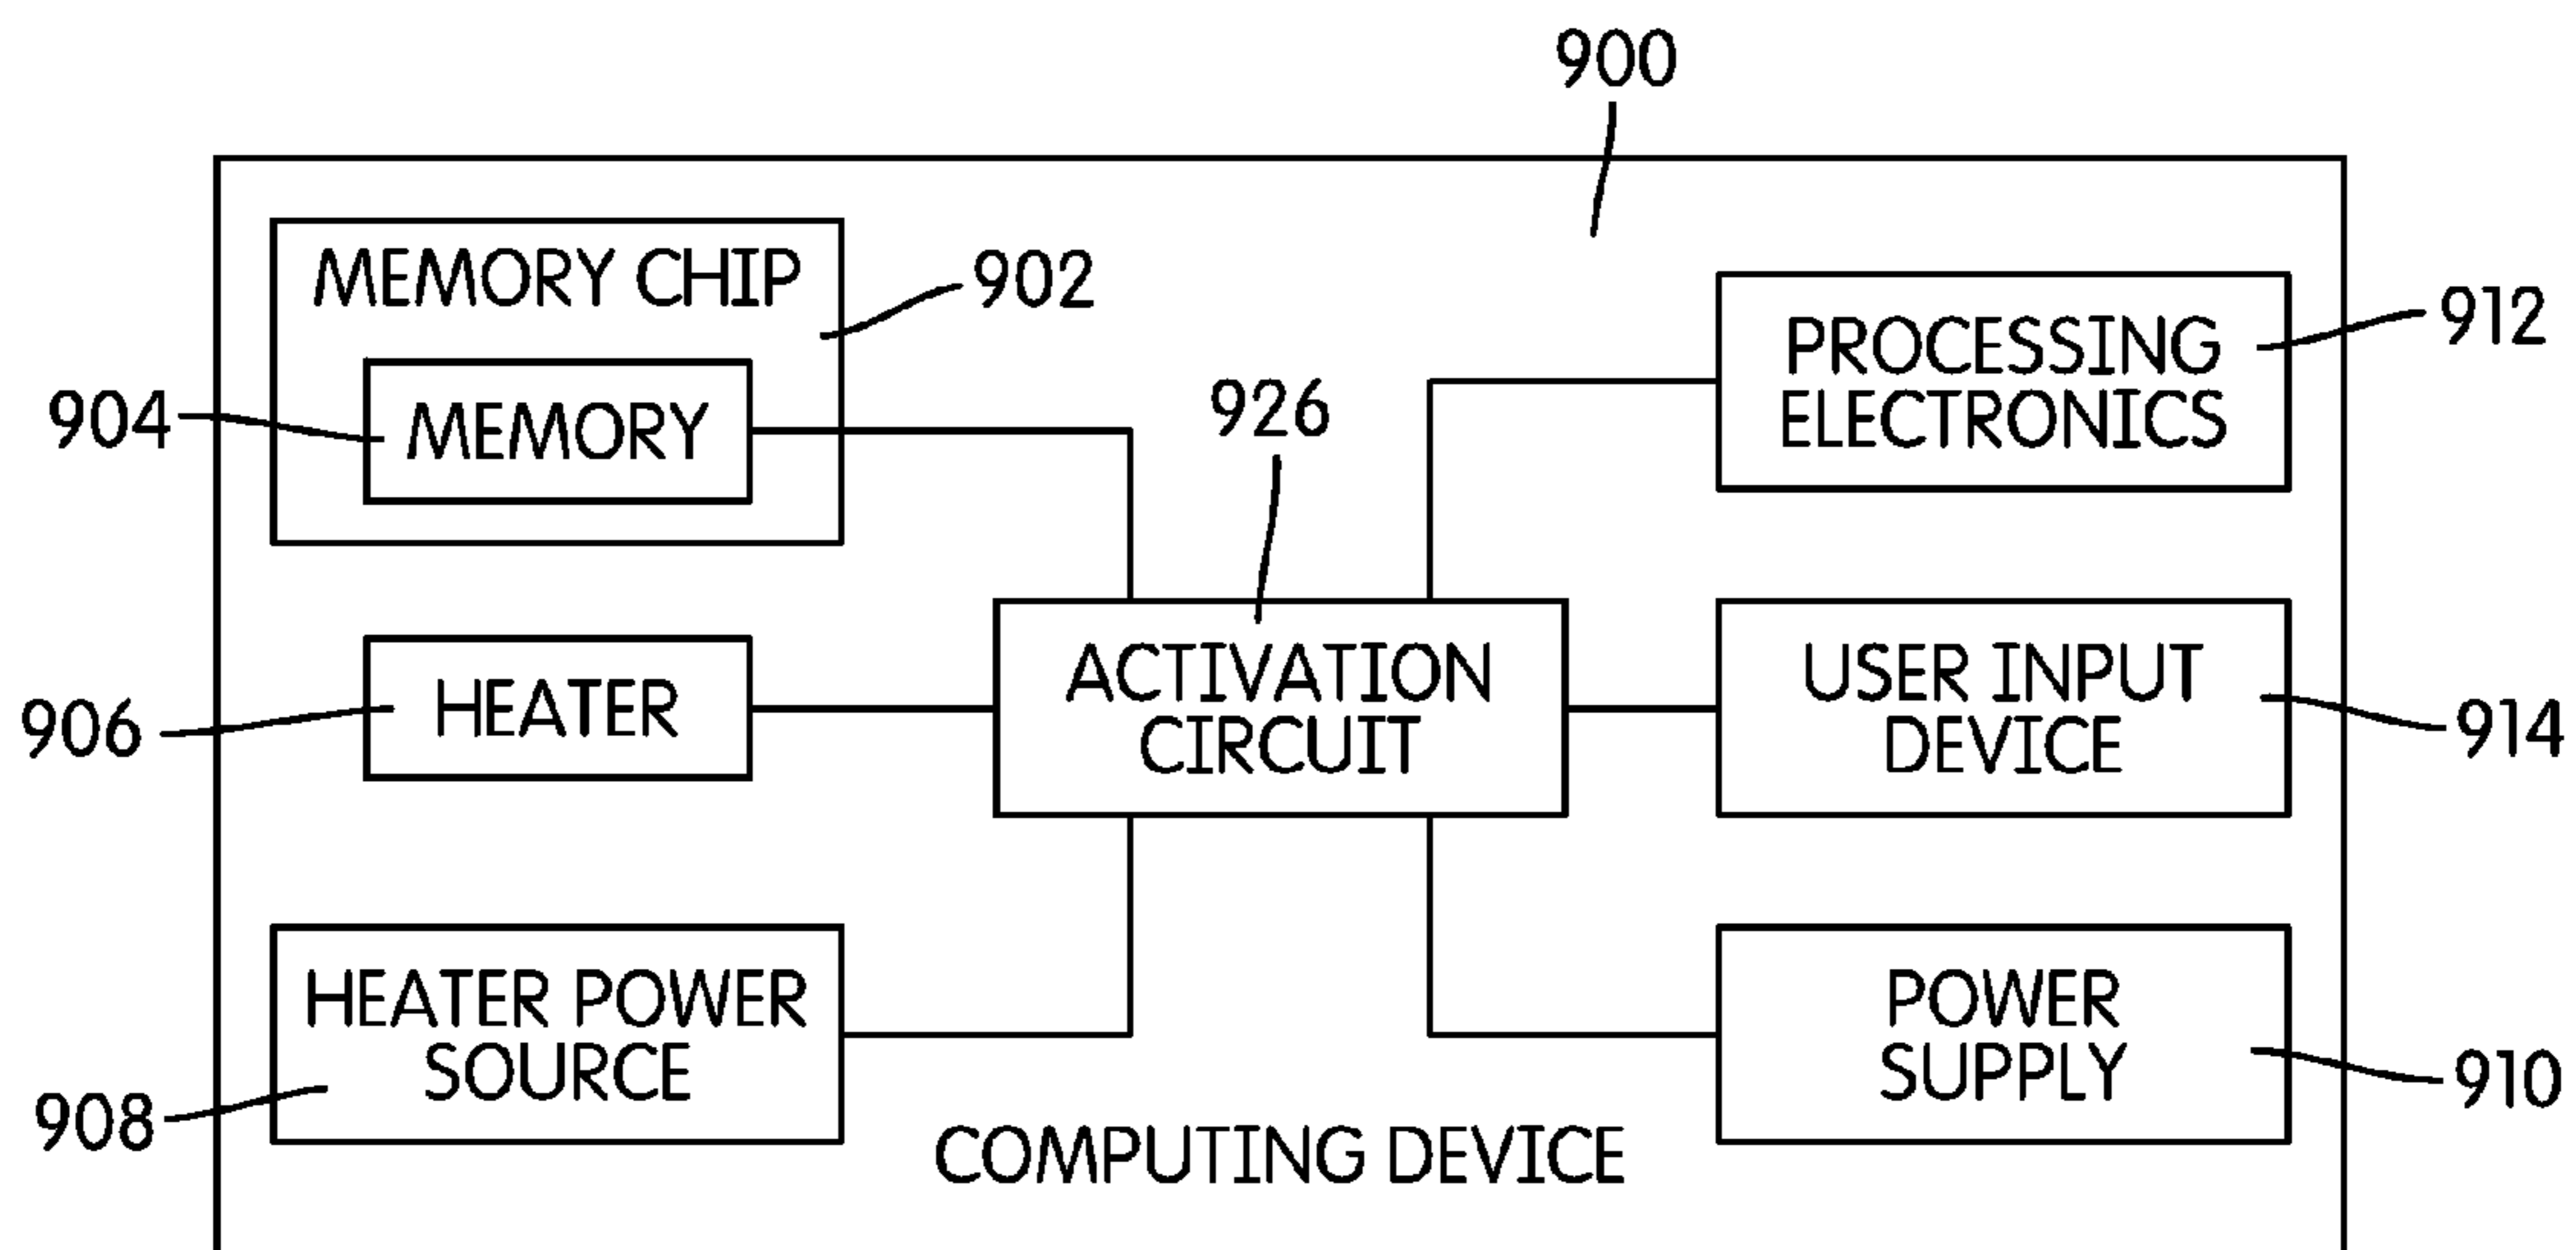 900
MEMORY CHIP
902
904
MEMORY
926
PROCESSING
ELECTRONICS
912
906
HEATER
ACTIVATION
CIRCUIT
USER INPUT
DEVICE
914
HEATER POWER
SOURCE
908
POWER
SUPPLY
910
COMPUTING DEVICE